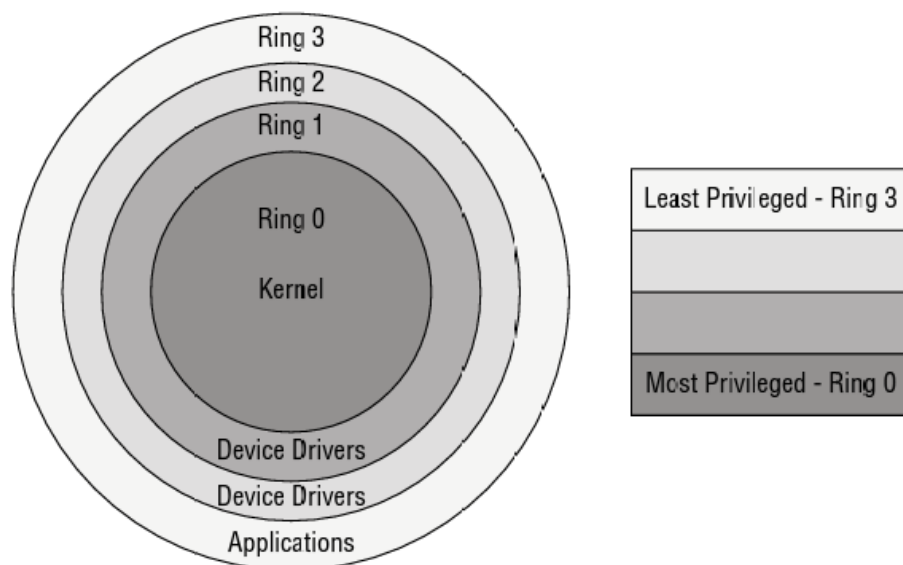 Ring 3
Ring 2
Ring 1
Ring 0
Kernel
Device Drivers
Device Drivers
Applications
Least Privileged - Ring 3
Most Privileged - Ring 0